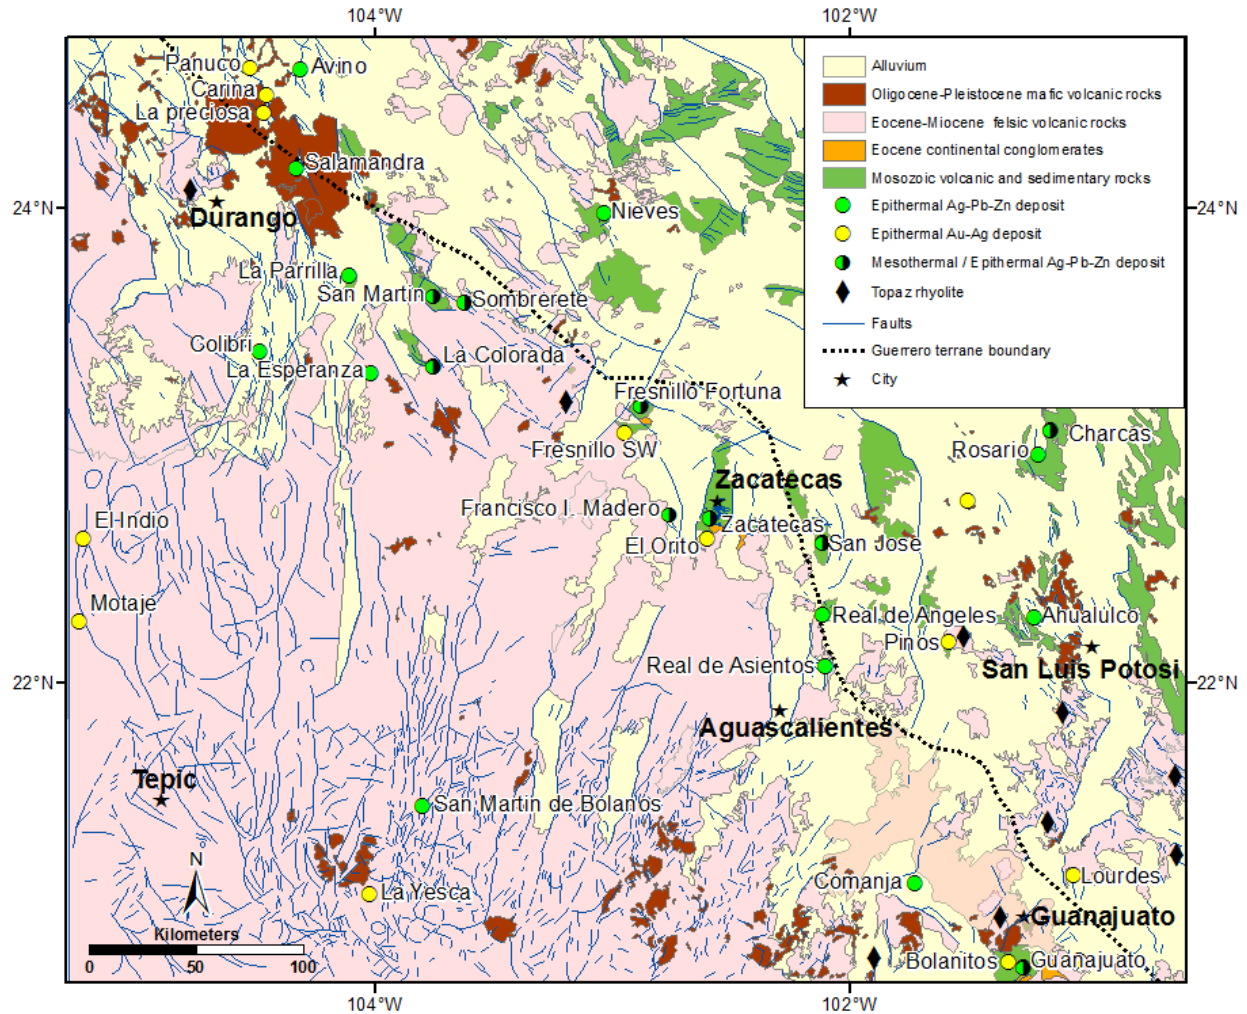 104°W
102°W
Panuco
Avino
Carina
La preciosa
Salamandra
24°N
Durango
Nieves
24°N
La Parrilla
San Martin
Sombrerete
Colibri
La Esperanza
La Colorada
Fresnillo Fortuna
Fresnillo SW
Alluvium
Oligocene-Pleistocene mafic volcanic rocks
Eocene-Miocene felsic volcanic rocks
Eocene continental conglomerates
Mosozoic volcanic and sedimentary rocks
Epithermal Ag-Pb-Zn deposit
Epithermal Au-Ag deposit
Mesothermal / Epithermal Ag-Pb-Zn deposit
Topaz rhyolite
Faults
Guerrero terrane boundary
City
Charcas
Rosario
Zacatecas
Francisco I. Madero
Zacatecas
El Orito
San Jose
El Indio
Motaje
Real de Angeles
Ahualulco
Pinos
Real de Asientos
San Luis Potosi
22°N
22°N
Aguascalientes
Tepic
San Martin de Bolanos
La Yesca
Comanja
Lourdes
Guanajuato
Bolanitos
Guanajuato
N
Kilometers
0 50 100
104°W
102°W